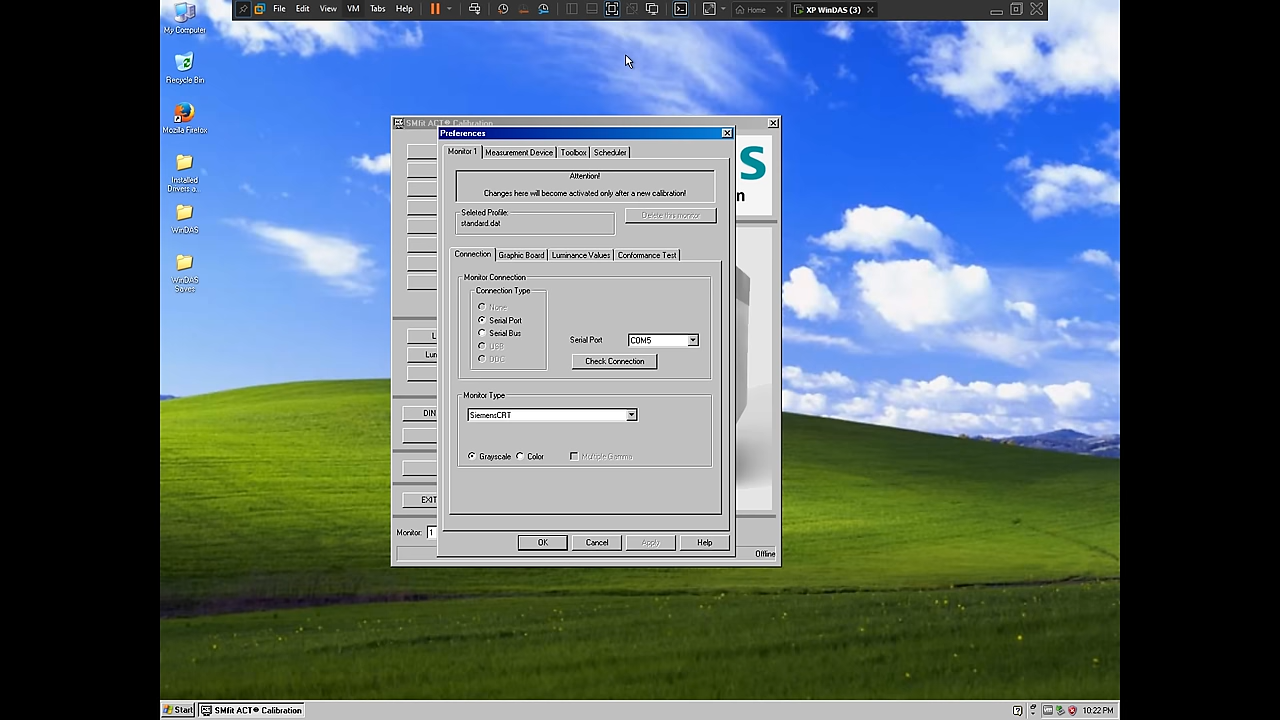 File Edit View VM Tabs Help
Home
XP WinDAS (3)
My Computer
Recycle Bin
Mozilla Firefox
Installed
Drivers a...
WinDAS
WinDAS
Saves
SMfit ACT® Calibration
Preferences
Monitor 1 Measurement Device Toolbox Scheduler
Attention!
Changes here will become activated only after a new calibration!
Seleted Profile:
standard.dat
Delete this monitor
Connection Graphic Board Luminance Values Conformance Test
Monitor Connection
Connection Type
None
Serial Port
Serial Bus
USB
DDC
Serial Port COM5
Check Connection
Monitor Type
SiemensCRT
Grayscale Color Multiple Gamma
OK Cancel Apply Help
S
n
L
Lun
DIN
EXIT
Monitor: 1
Offline
Start SMfit ACT® Calibration 10:22 PM